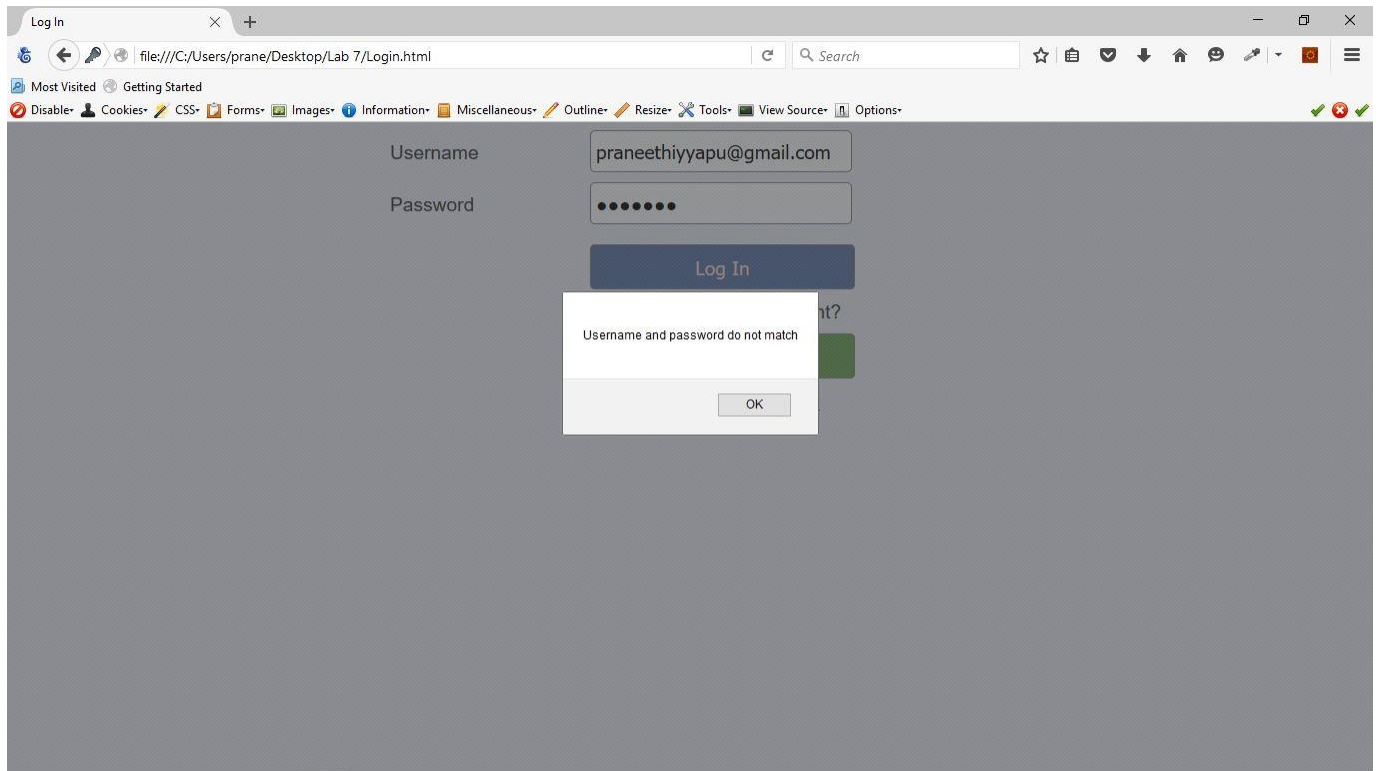 Log In
file:///C:/Users/prane/Desktop/Lab 7/Login.html
Search
Most Visited Getting Started
Disable Cookies CSS Forms Images Information Miscellaneous Outline Resize Tools View Source Options
Username praneethiyyapu@gmail.com
Password
Log In
nt?
Username and password do not match
OK